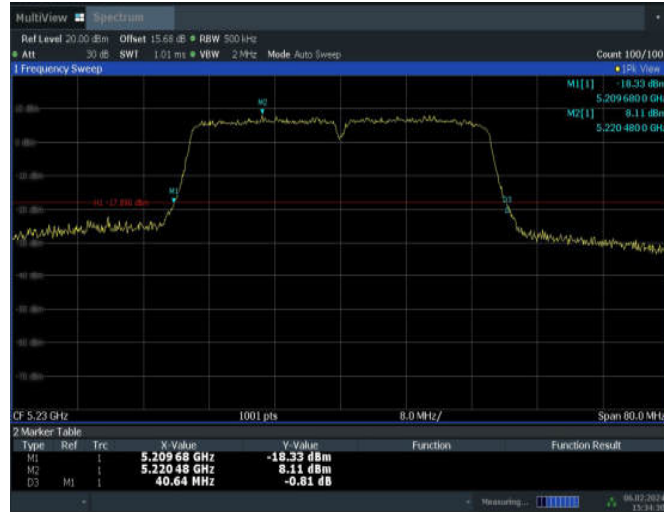 MultiView Spectrum
Ref Level 20.00 dBm Offset 15.68 dB RBW 500 kHz
Att 30 dB SWT 1.01 ms VBW 2 MHz Mode Auto Sweep Count 100/100
1 Frequency Sweep 1Pk View
M1[1] -18.33 dBm
5.209 680 0 GHz
M2[1] 8.11 dBm
5.220 480 0 GHz
M2
M1
H1 -17.890 dBm
D3
CF 5.23 GHz 1001 pts 8.0 MHz/ Span 80.0 MHz
2 Marker Table
Type Ref Trc X-Value Y-Value Function Function Result
M1 1 5.209 68 GHz -18.33 dBm
M2 1 5.220 48 GHz 8.11 dBm
D3 M1 1 40.64 MHz -0.81 dB
Measuring...